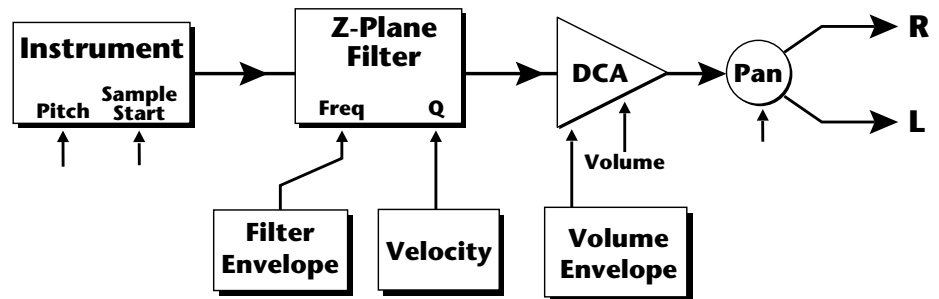 Instrument
Pitch
Sample
Start
Z-Plane
Filter
Freq
Q
DCA
Volume
Pan
R
L
Filter
Envelope
Velocity
Volume
Envelope